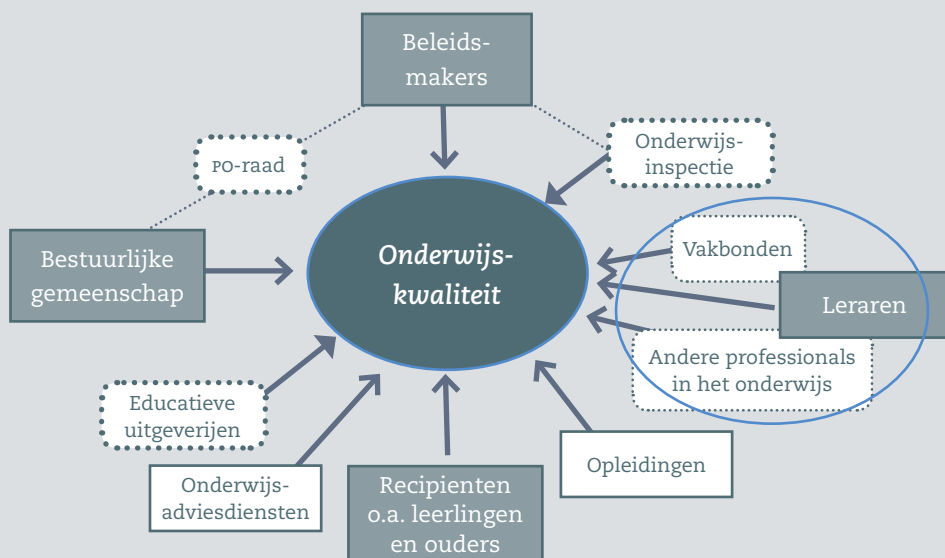 Beleids-
makers
PO-raad
Onderwijs-
inspectie
Bestuurlijke
gemeenschap
Onderwijs-
kwaliteit
Vakbonden
Leraren
Andere professionals
in het onderwijs
Educatieve
uitgeverijen
Onderwijs-
adviesdiensten
Recipienten
o.a. leerlingen
en ouders
Opleidingen